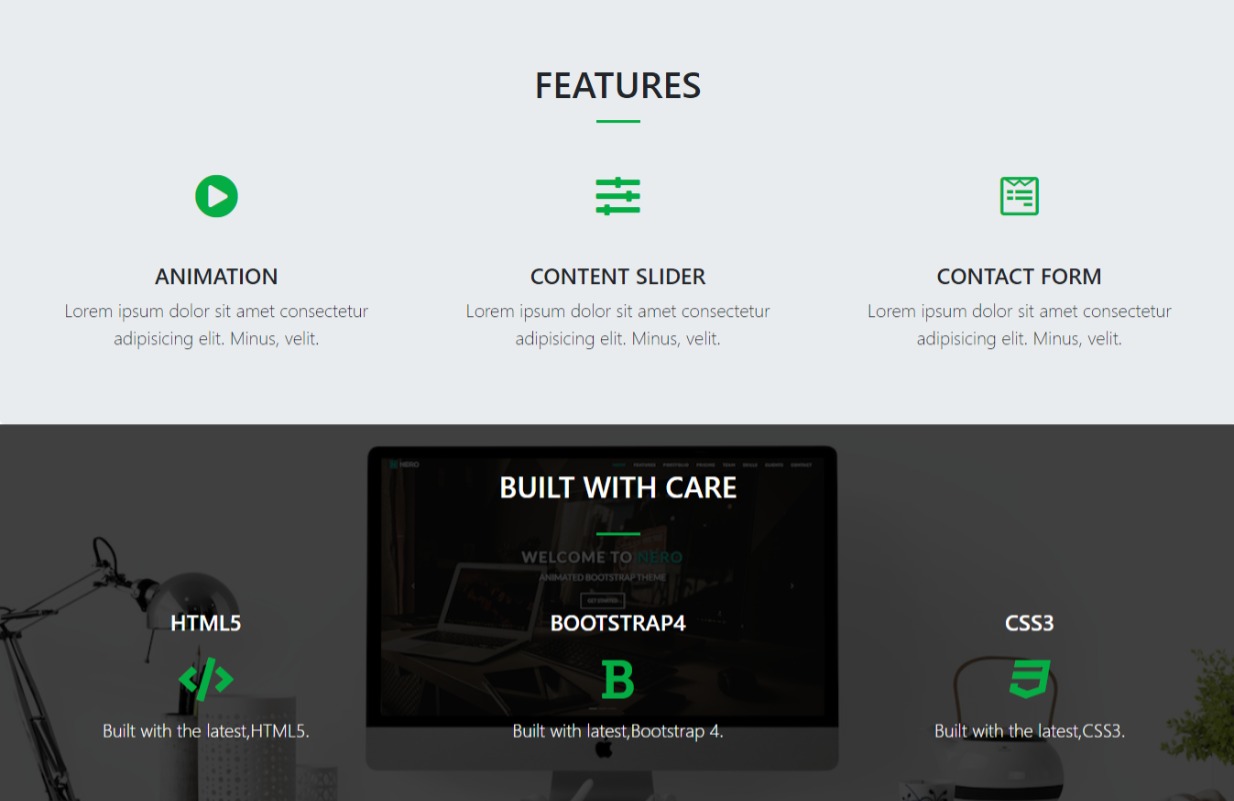 FEATURES
ANIMATION
Lorem ipsum dolor sit amet consectetur
adipisicing elit. Minus, velit.
CONTENT SLIDER
Lorem ipsum dolor sit amet consectetur
adipisicing elit. Minus, velit.
CONTACT FORM
Lorem ipsum dolor sit amet consectetur
adipisicing elit. Minus, velit.
NERO
BUILT WITH CARE
WELCOME TO NERO
ANIMATED BOOTSTRAP THEME
GET STARTED
HTML5
Built with the latest,HTML5.
BOOTSTRAP4
B
Built with latest,Bootstrap 4.
CSS3
Built with the latest,CSS3.